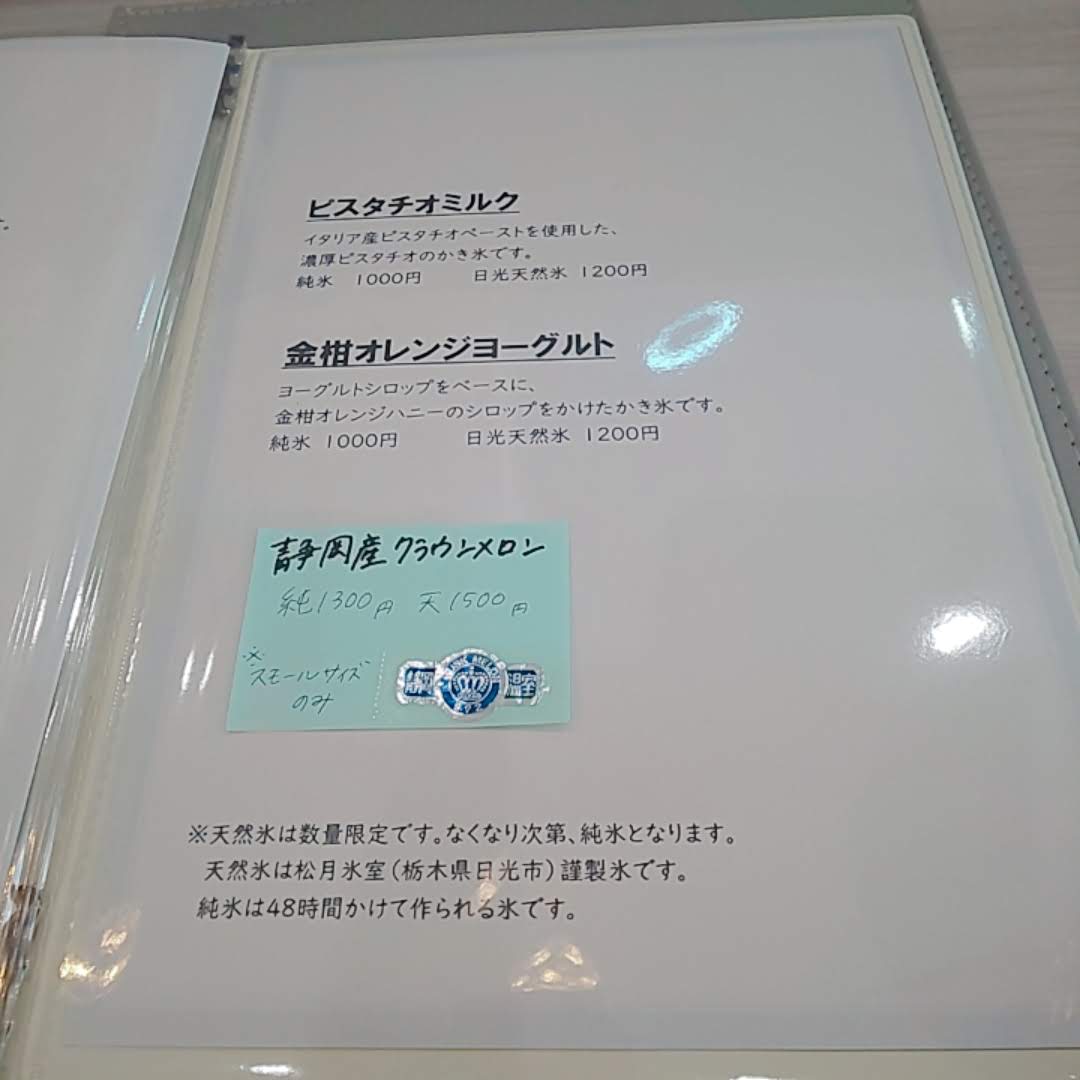 す。
ピスタチオミルク
イタリア産ピスタチオペーストを使用した、
濃厚ピスタチオのかき氷です。
純氷 1000円 日光天然氷 1200円
金柑オレンジヨーグルト
ヨーグルトシロップをベースに、
金柑オレンジハニーのシロップをかけたかき氷です。
純氷 1000円 日光天然氷 1200円
静岡産クラウンメロン
純1300円 天1500円
※
スモールサイズ
のみ
※天然氷は数量限定です。なくなり次第、純氷となります。
天然氷は松月氷室(栃木県日光市)謹製氷です。
純氷は48時間かけて作られる氷です。